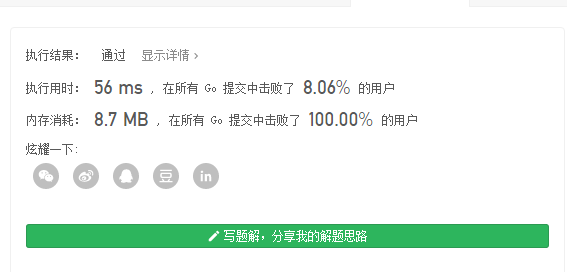 执行结果： 通过 显示详情 ›
执行用时： 56 ms ， 在所有 Go 提交中击败了 8.06% 的用户
内存消耗： 8.7 MB ， 在所有 Go 提交中击败了 100.00% 的用户
炫耀一下:
豆 in
写题解，分享我的解题思路